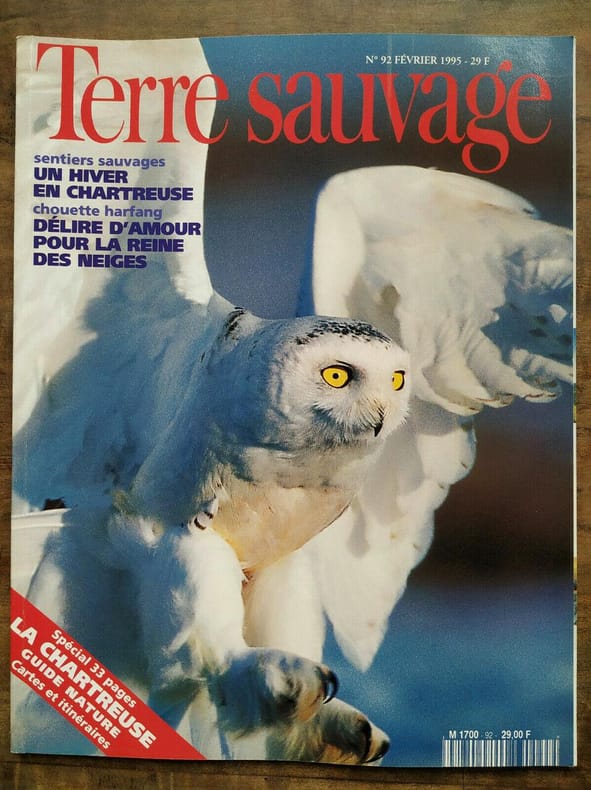 N° 92 FÉVRIER 1995 - 29 F
Terre sauvage
sentiers sauvages
UN HIVER
EN CHARTREUSE
chouette harfang
DÉLIRE D'AMOUR
POUR LA REINE
DES NEIGES
Spécial 33 pages
LA CHARTREUSE
GUIDE NATURE
Cartes et itinéraires
M 1700 - 92 - 29,00 F